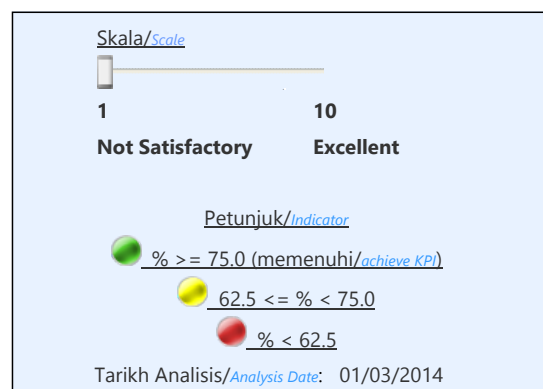 Skala/Scale
1 10
Not Satisfactory Excellent
Petunjuk/Indicator
% >= 75.0 (memenuhi/achieve KPI)
62.5 <= % < 75.0
% < 62.5
Tarikh Analisis/Analysis Date: 01/03/2014